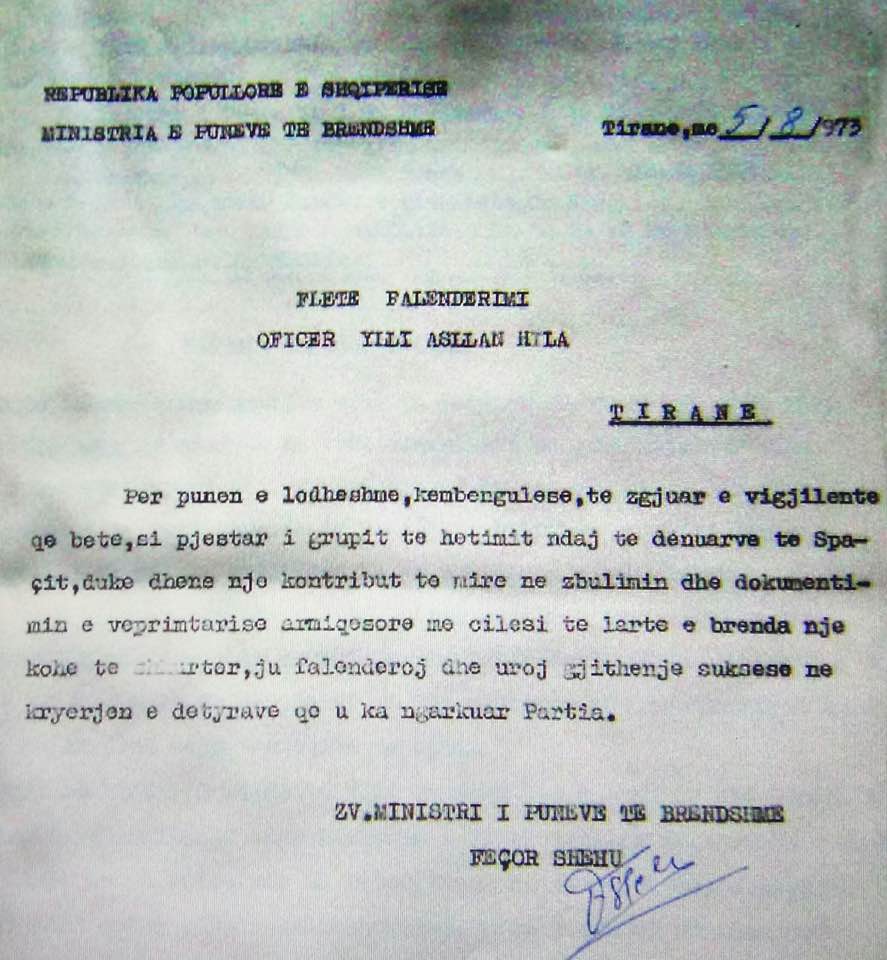 REPUBLIKA POPULLORE E SHQIPERISE
MINISTRIA E PUNEVE TE BRENDSHME
Tirane,me 5/8/1973
FLETE FALENDERIMI
OFICER YLLI ASLLAN HILA
TIRANE
Per punen e lodheshme,kembengulese,te zgjuar e vigjilente
qe bete,si pjestar i grupit te hetimit ndaj te denuarve te Spa-
çit,duke dhene nje kontribut te mire ne zbulimin dhe dokumenti-
min e veprimtarise armiqesore me cilesi te larte e brenda nje
kohe te ju falenderoj dhe uroj gjithenje suksese ne
kryerjen e detyrave qe u ka ngarkuar Partia.
ZV.MINISTRI I PUNEVE TE BRENDSHME
FEÇOR SHEHU